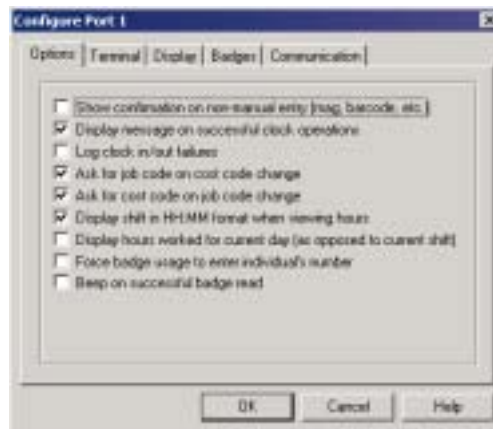 Configure Port 1
Options Terminal Display Badges Communication
Show confirmation on non-manual entry (mag, barcode, etc.)
Display message on successful clock operations
Log clock in/out failures
Ask for job code on cost code change
Ask for cost code on job code change
Display shift in HH:MM format when viewing hours
Display hours worked for current day (as opposed to current shift)
Force badge usage to enter individual's number
Beep on successful badge read
OK Cancel Help